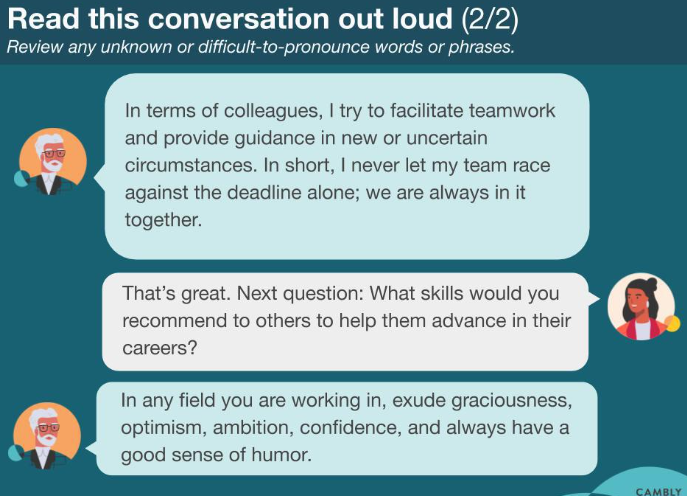 Read this conversation out loud (2/2)
Review any unknown or difficult-to-pronounce words or phrases.
In terms of colleagues, I try to facilitate teamwork
and provide guidance in new or uncertain
circumstances. In short, I never let my team race
against the deadline alone; we are always in it
together.
That's great. Next question: What skills would you
recommend to others to help them advance in their
careers?
In any field you are working in, exude graciousness,
optimism, ambition, confidence, and always have a
good sense of humor.
CAMBLY